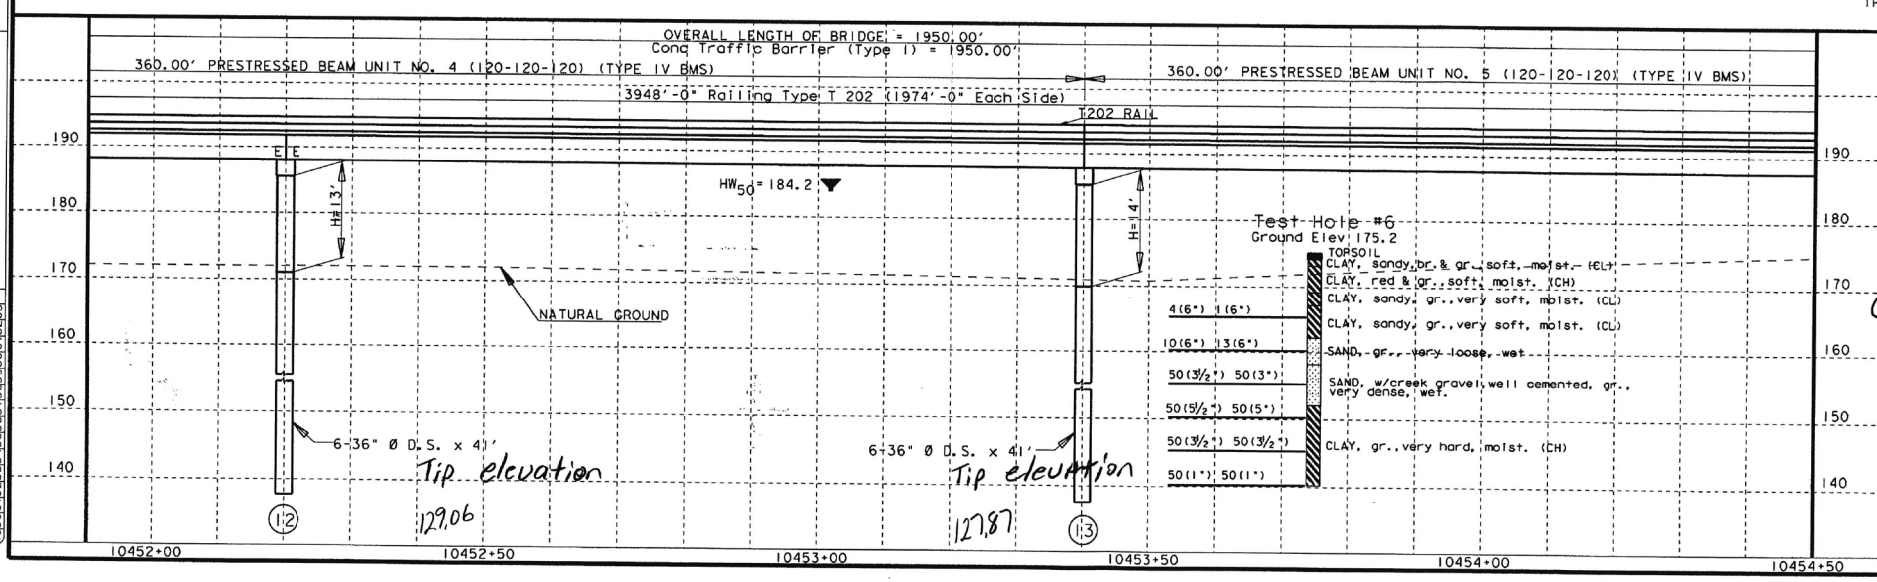 OVERALL LENGTH OF BRIDGE = 1950.00'
Conc Traffic Barrier (Type I) = 1950.00'
360.00' PRESTRESSED BEAM UNIT NO. 4 (120-120-120) (TYPE IV BMS)
360.00' PRESTRESSED BEAM UNIT NO. 5 (120-120-120) (TYPE IV BMS)
3948'-0" Railing Type T 202 (1974'-0" Each Side)
T202 RAIL
190
190
E E
HW50 = 184.2
H=13'
H=14'
180
180
Test Hole #6
Ground Elev 175.2
TOPSOIL
CLAY, sandy, br. & gr., soft, moist. (CL)
170
CLAY, red & gr., soft, moist. (CH)
170
CLAY, sandy, gr., very soft, moist. (CL)
NATURAL GROUND
4(6") 1(6")
CLAY, sandy, gr., very soft, moist. (CL)
160
10(6") 13(6")
SAND, gr., very loose, wet
160
50(3½") 50(3")
SAND, w/creek gravel, well cemented, gr.,
very dense, wet.
150
50(5½") 50(5")
150
6-36" Ø D.S. x 41'
6-36" Ø D.S. x 41'
50(3½") 50(3½")
CLAY, gr., very hard, moist. (CH)
140
Tip elevation
Tip elevation
50(1") 50(1")
140
12
129.06
127.87
13
10452+00
10452+50
10453+00
10453+50
10454+00
10454+50